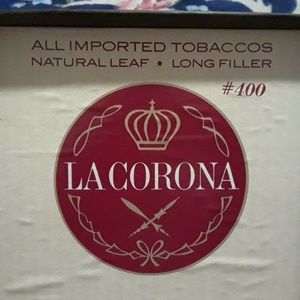 ALL IMPORTED TOBACCOS
NATURAL LEAF • LONG FILLER
#400
LA CORONA